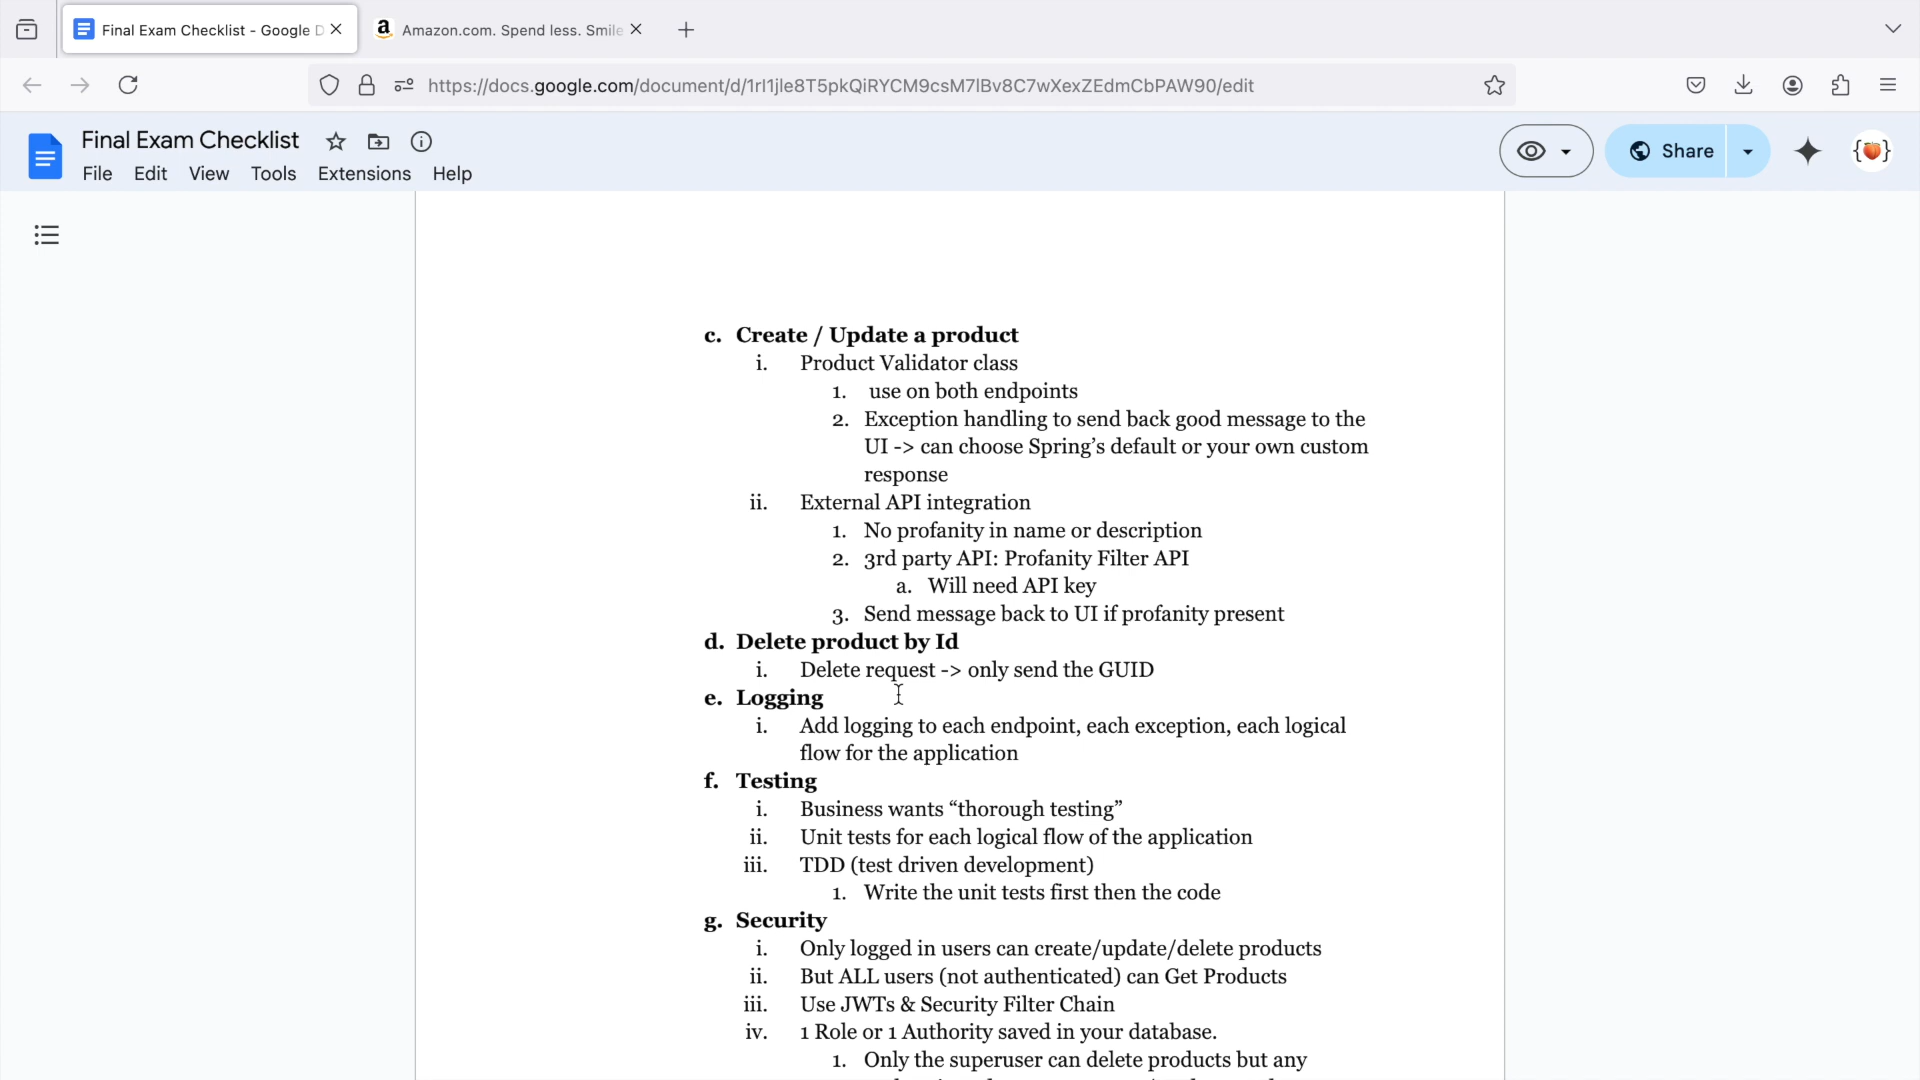 Final Exam Checklist - Google D
Amazon.com. Spend less. Smile
https://docs.google.com/document/d/1rI1jle8T5pkQiRYCM9csM7lBv8C7wXexZEdmCbPAW90/edit
Final Exam Checklist
Share
File Edit View Tools Extensions Help
c. Create / Update a product
i. Product Validator class
1. use on both endpoints
2. Exception handling to send back good message to the
UI -> can choose Spring’s default or your own custom
response
ii. External API integration
1. No profanity in name or description
2. 3rd party API: Profanity Filter API
a. Will need API key
3. Send message back to UI if profanity present
d. Delete product by Id
i. Delete request -> only send the GUID
e. Logging
i. Add logging to each endpoint, each exception, each logical
flow for the application
f. Testing
i. Business wants “thorough testing”
ii. Unit tests for each logical flow of the application
iii. TDD (test driven development)
1. Write the unit tests first then the code
g. Security
i. Only logged in users can create/update/delete products
ii. But ALL users (not authenticated) can Get Products
iii. Use JWTs & Security Filter Chain
iv. 1 Role or 1 Authority saved in your database.
1. Only the superuser can delete products but any